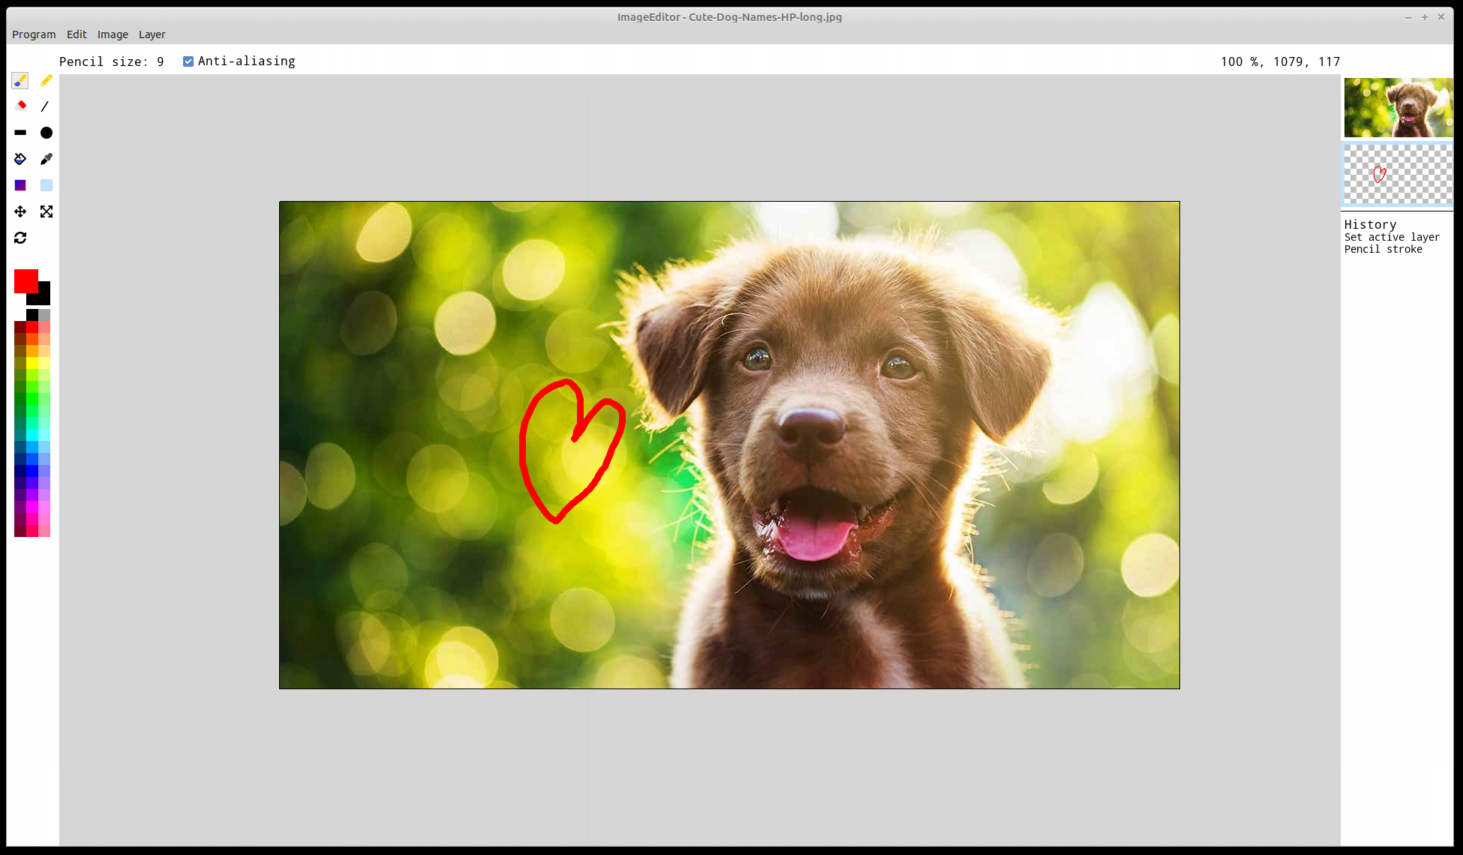 ImageEditor - Cute-Dog-Names-HP-long.jpg
Program Edit Image Layer
Pencil size: 9 Anti-aliasing 100 %, 1079, 117
History
Set active layer
Pencil stroke